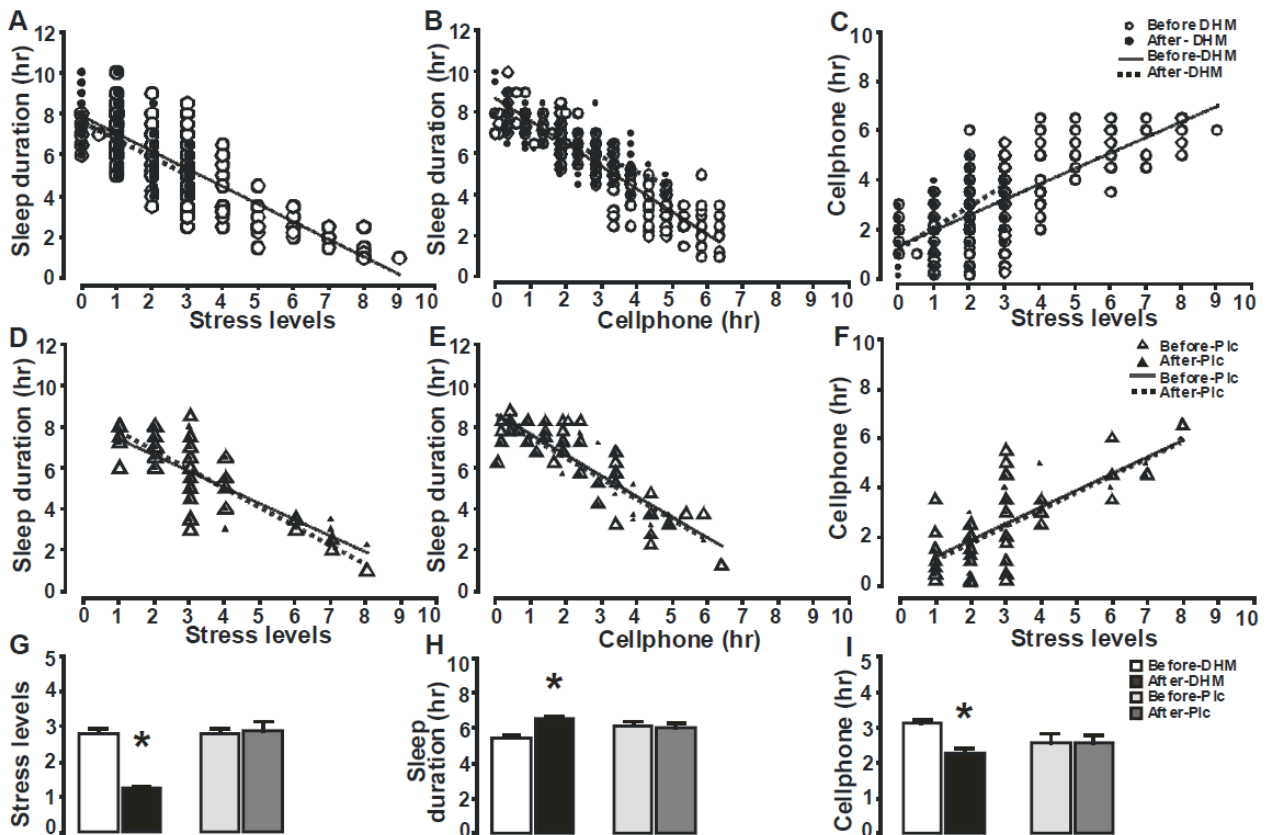 A
Sleep duration (hr)
12
10
8
6
4
2
0
0 1 2 3 4 5 6 7 8 9 10
Stress levels
B
Sleep duration (hr)
12
10
8
6
4
2
0
0 1 2 3 4 5 6 7 8 9 10
Cellphone (hr)
C
Cellphone (hr)
10
8
6
4
2
0
0 1 2 3 4 5 6 7 8 9 10
Stress levels
Before DHM
After- DHM
Before-DHM
After-DHM
D
Sleep duration (hr)
12
10
8
6
4
2
0
0 1 2 3 4 5 6 7 8 9 10
Stress levels
E
Sleep duration (hr)
12
10
8
6
4
2
0
0 1 2 3 4 5 6 7 8 9 10
Cellphone (hr)
F
Cellphone (hr)
10
8
6
4
2
0
0 1 2 3 4 5 6 7 8 9 10
Stress levels
Before-Plc
After-Plc
Before-Plc
After-Plc
G
Stress levels
5
4
3
2
1
0
*
H
Sleep
duration (hr)
10
8
6
4
2
0
*
I
Cellphone (hr)
5
4
3
2
1
0
*
Before-DHM
After-DHM
Before-Plc
After-Plc